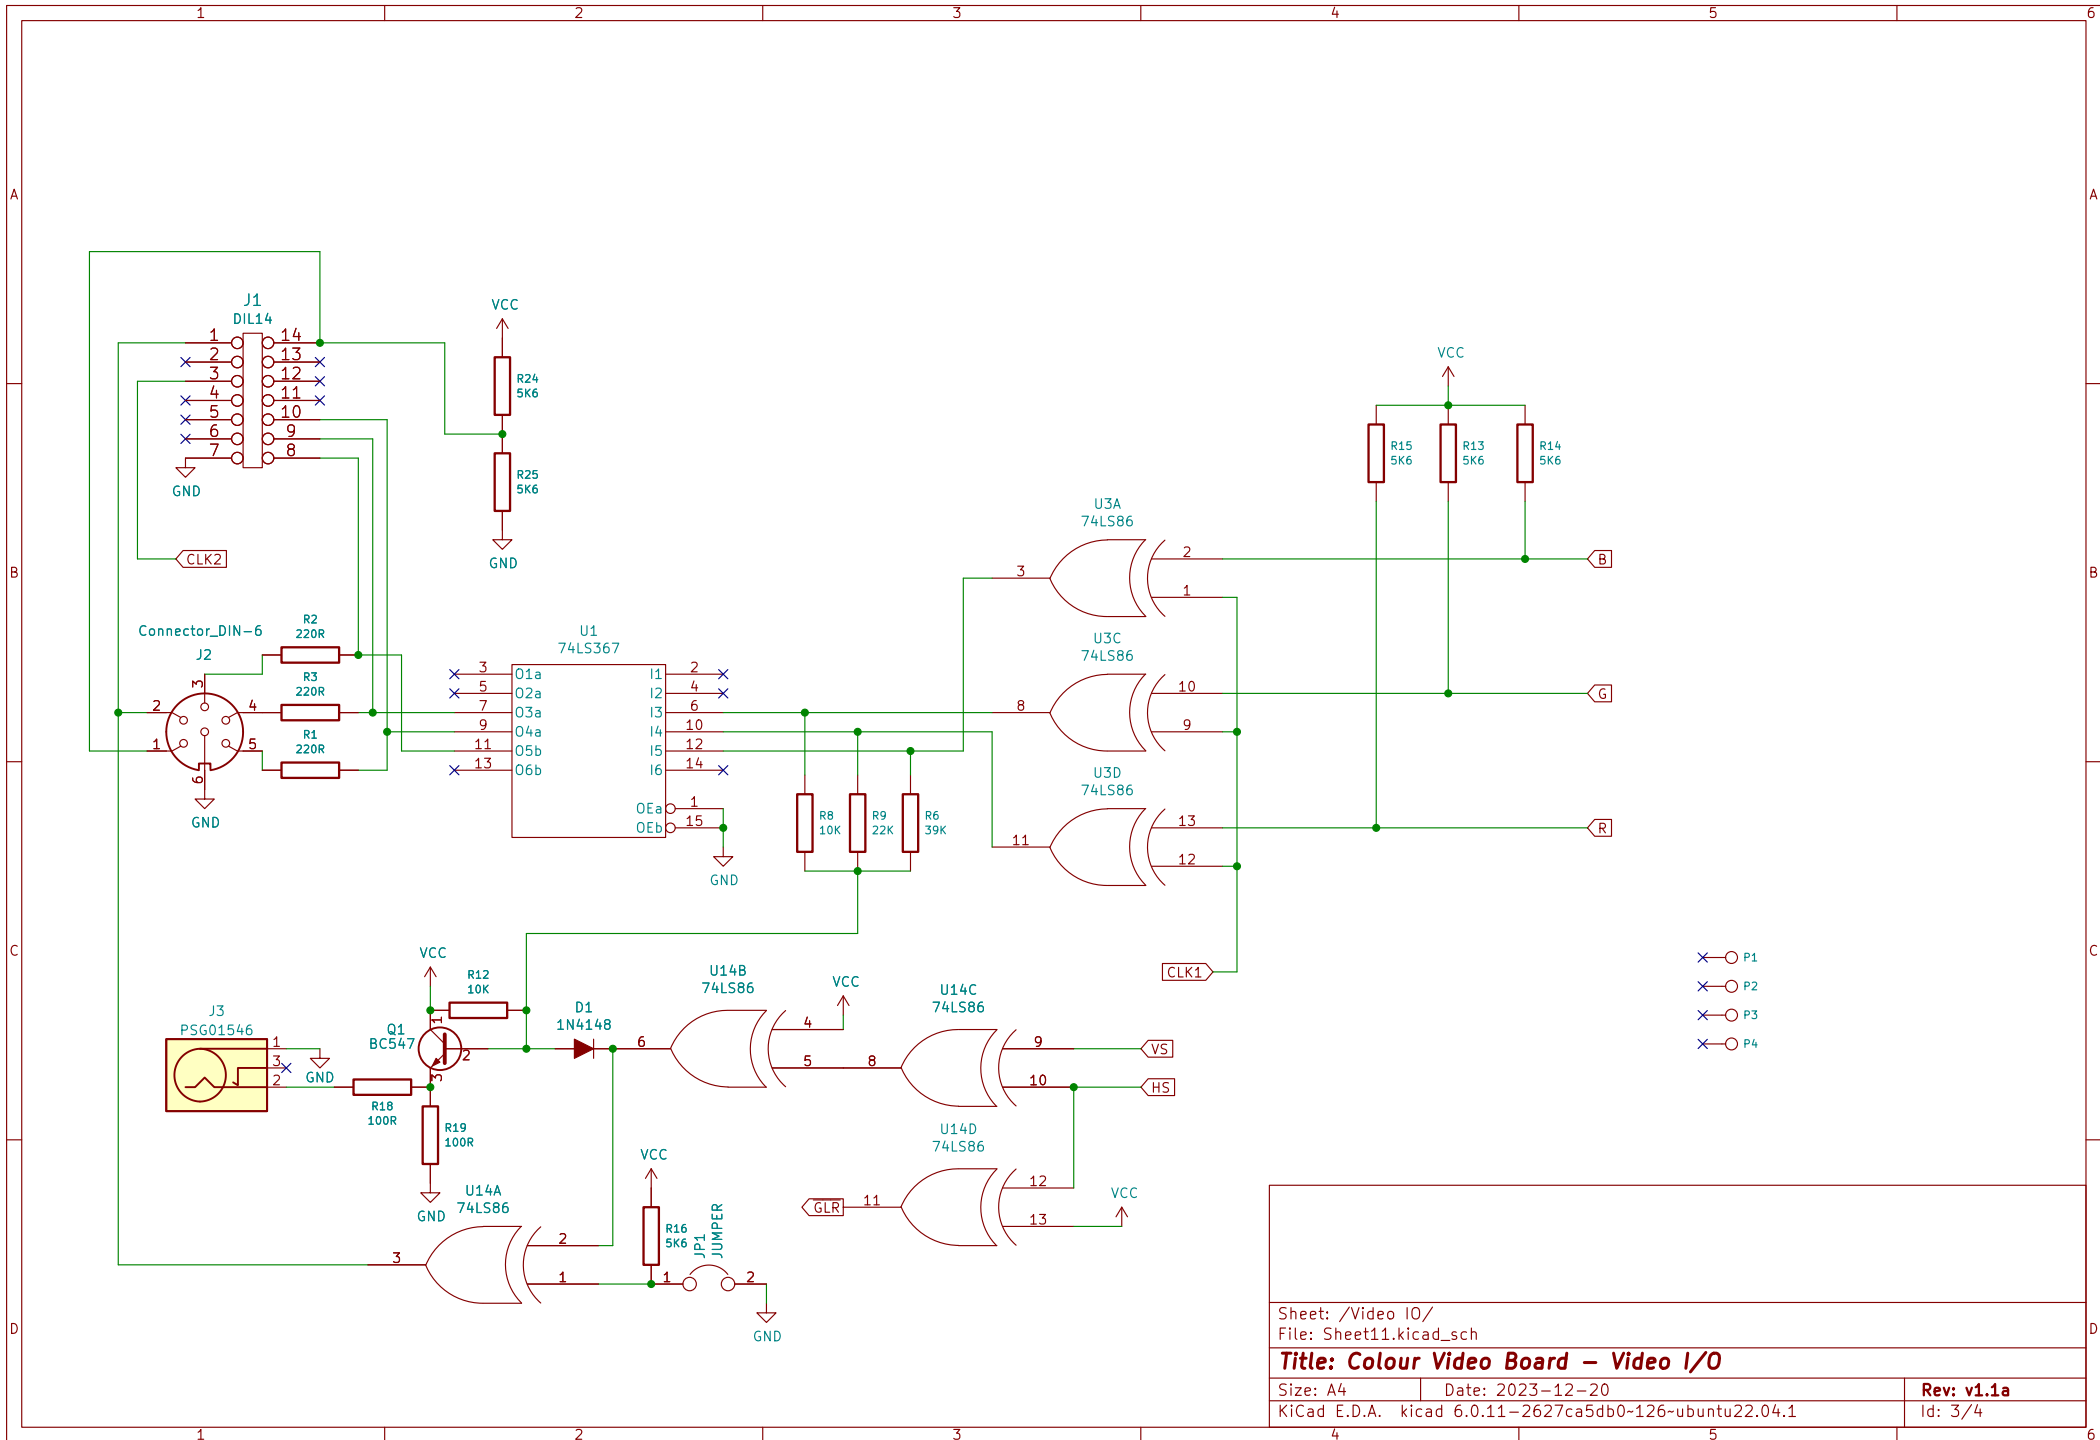 1 2 3 4 5 6
A A
J1
DIL14
1 14
2 13
3 12
4 11
5 10
6 9
7 8
GND
VCC
R24
5K6
R25
5K6
GND
VCC
R15
5K6
R13
5K6
R14
5K6
CLK2
B B
U3A
74LS86
2
3
1
B
Connector_DIN-6
J2
R2
220R
R3
220R
R1
220R
3
2 4
1 5
6
GND
U1
74LS367
3 O1a I1 2
5 O2a I2 4
7 O3a I3 6
9 O4a I4 10
11 O5b I5 12
13 O6b I6 14
OEa 1
OEb 15
GND
U3C
74LS86
10
8
9
G
U3D
74LS86
13
11
12
R
R8
10K
R9
22K
R6
39K
C C
CLK1
P1
P2
P3
P4
VCC
R12
10K
J3
PSG01546
1
3
2
GND
Q1
BC547
1
2
3
D1
1N4148
R18
100R
R19
100R
GND
U14B
74LS86
VCC
4
6
5
U14C
74LS86
9
8
10
VS
HS
U14D
74LS86
12
11
13
GLR
VCC
U14A
74LS86
2
3
1
VCC
R16
5K6
JP1
JUMPER
1 2
GND
D D
Sheet: /Video IO/
File: Sheet11.kicad_sch
Title: Colour Video Board – Video I/O
Size: A4 Date: 2023-12-20 Rev: v1.1a
KiCad E.D.A. kicad 6.0.11-2627ca5db0~126~ubuntu22.04.1 Id: 3/4
1 2 3 4 5 6